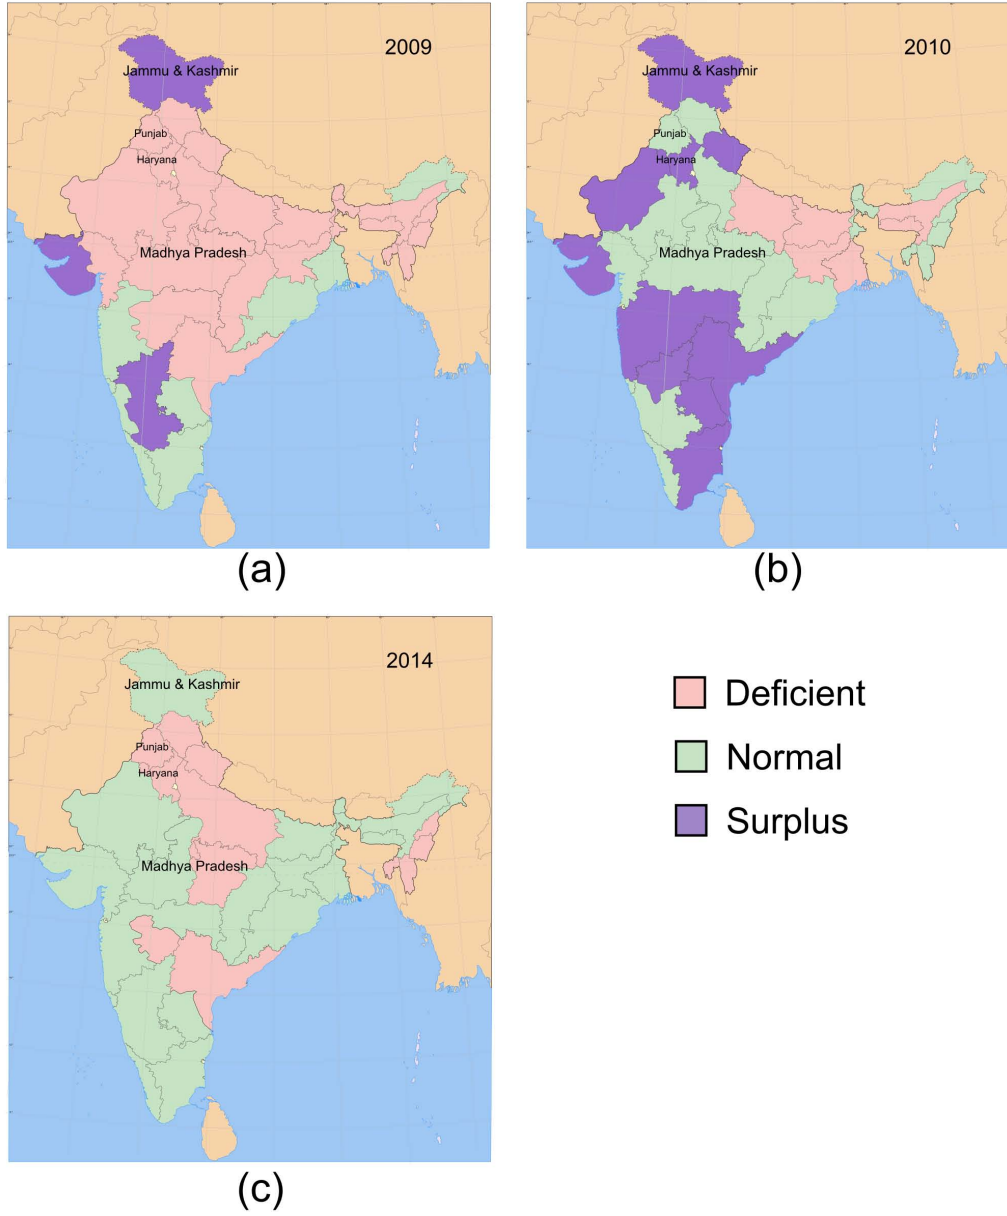 2009
Jammu & Kashmir
Punjab
Haryana
Madhya Pradesh
(a)
2010
Jammu & Kashmir
Punjab
Haryana
Madhya Pradesh
(b)
2014
Jammu & Kashmir
Punjab
Haryana
Madhya Pradesh
(c)
Deficient
Normal
Surplus